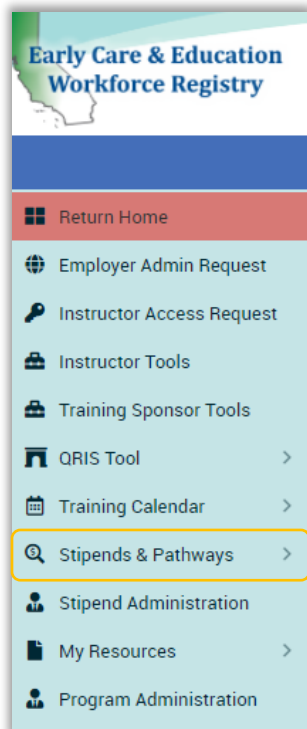 Early Care & Education
Workforce Registry
Return Home
Employer Admin Request
Instructor Access Request
Instructor Tools
Training Sponsor Tools
QRIS Tool
Training Calendar
Stipends & Pathways
Stipend Administration
My Resources
Program Administration